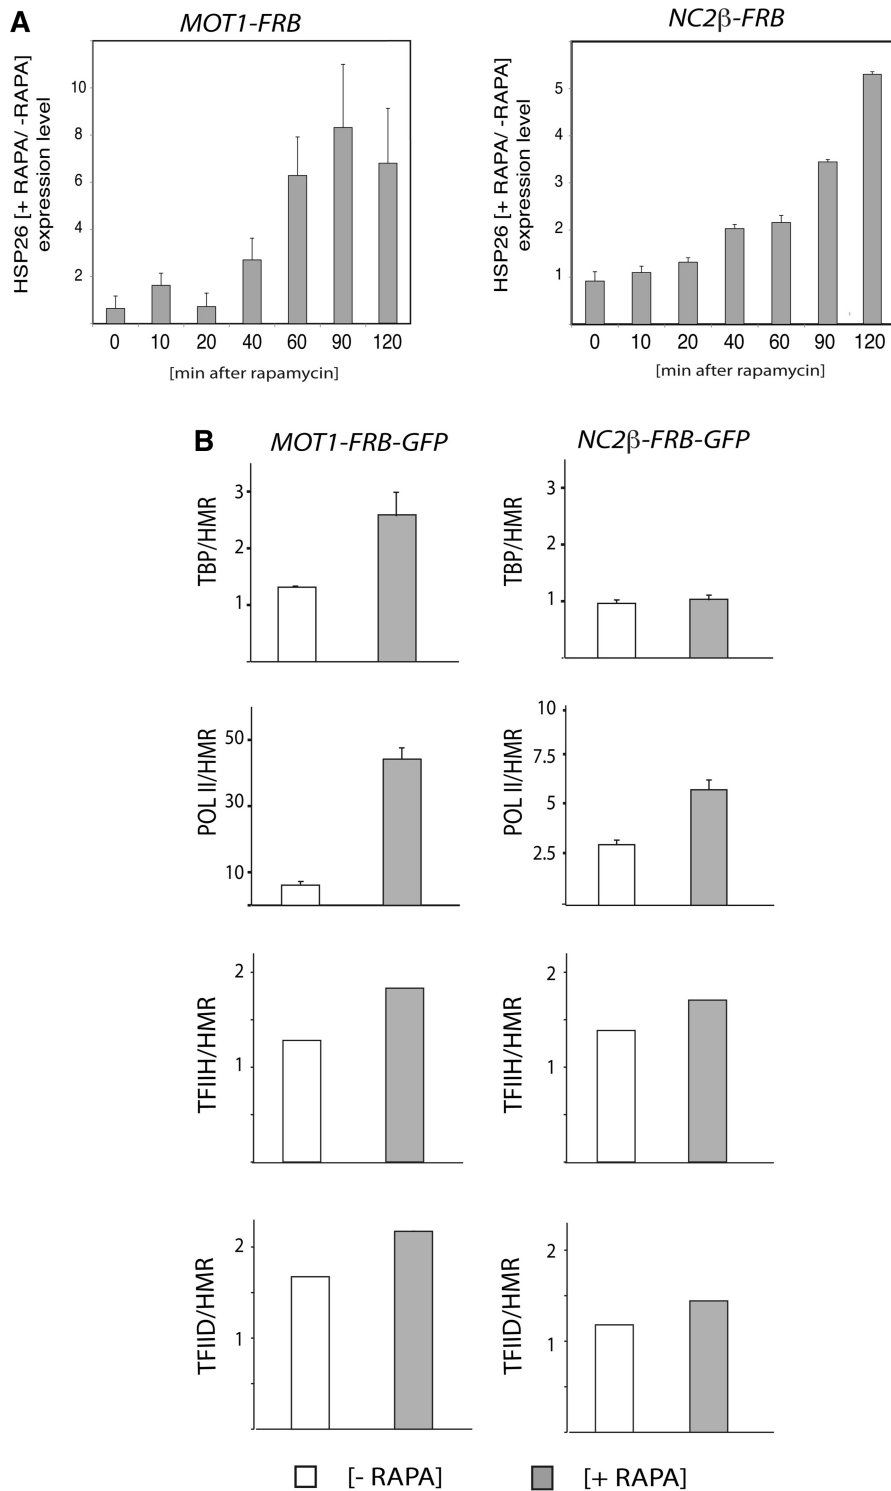 A
MOT1-FRB
NC2β-FRB
HSP26 [+ RAPA/ -RAPA]
expression level
10
8
6
4
2
0 10 20 40 60 90 120
[min after rapamycin]
HSP26 [+ RAPA/ -RAPA]
expression level
5
4
3
2
1
0 10 20 40 60 90 120
[min after rapamycin]
B
MOT1-FRB-GFP
NC2β-FRB-GFP
TBP/HMR
3
2
1
TBP/HMR
3
2
1
POL II/HMR
50
30
10
POL II/HMR
10
7.5
5
2.5
TFIIH/HMR
2
1
TFIIH/HMR
2
1
TFIID/HMR
2
1
TFIID/HMR
2
1
[- RAPA]
[+ RAPA]